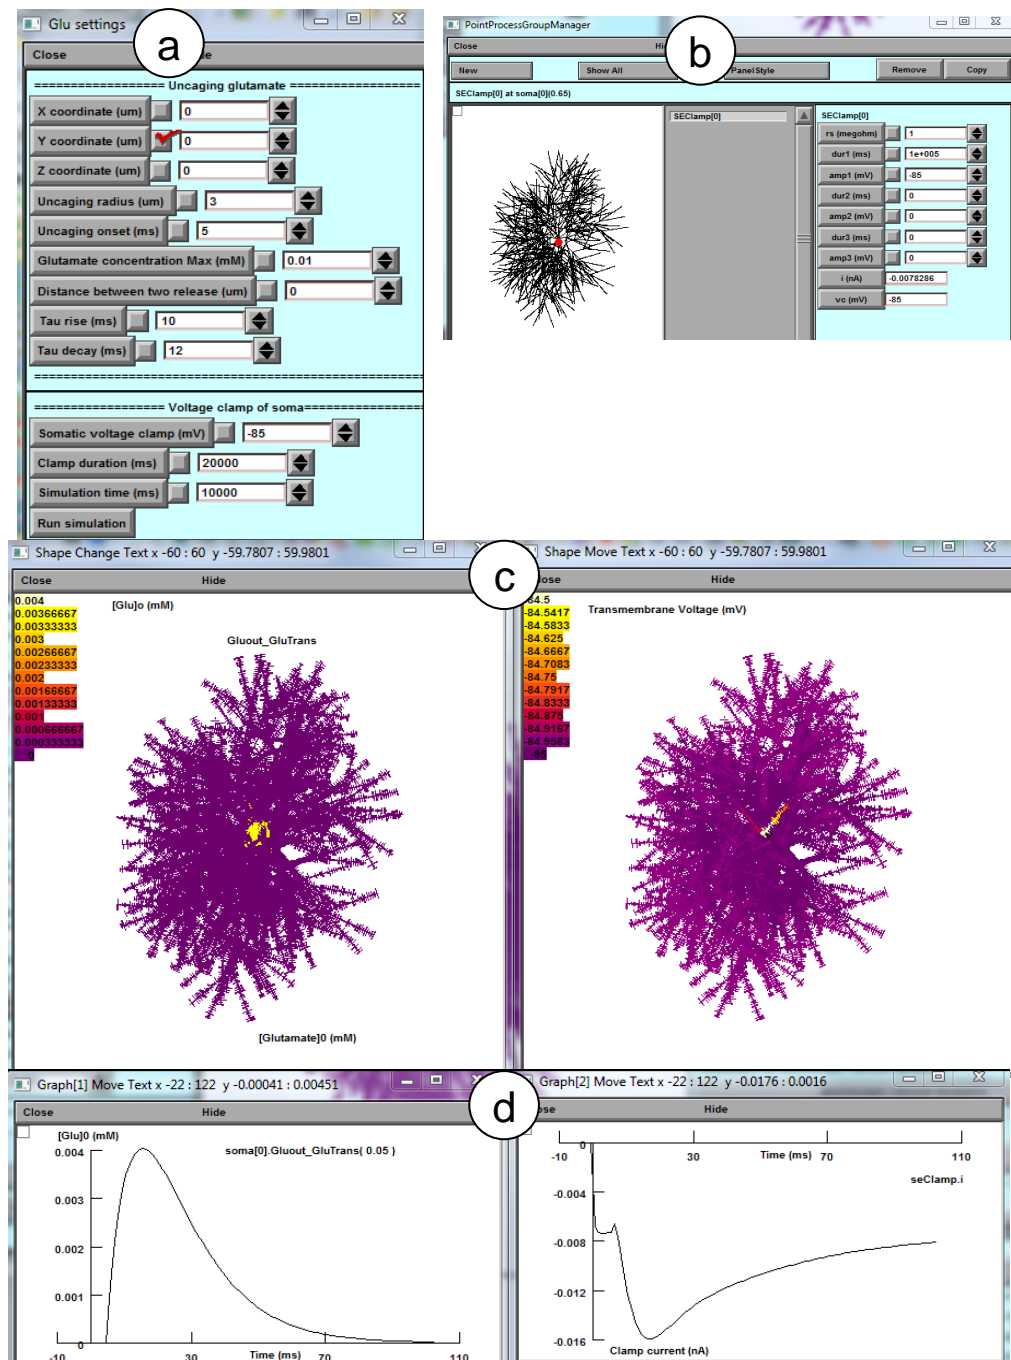 Glu settings
a
Close
Hide
================== Uncaging glutamate ==================
X coordinate (um) 0
Y coordinate (um) 0
Z coordinate (um) 0
Uncaging radius (um) 3
Uncaging onset (ms) 5
Glutamate concentration Max (mM) 0.01
Distance between two release (um) 0
Tau rise (ms) 10
Tau decay (ms) 12
================== Voltage clamp of soma==================
Somatic voltage clamp (mV) -85
Clamp duration (ms) 20000
Simulation time (ms) 10000
Run simulation
PointProcessGroupManager
b
Close
New Show All PanelStyle Remove Copy
SEClamp[0] at soma[0](0.65)
SEClamp[0]
SEClamp[0]
rs (megohm) 1
dur1 (ms) 1e+005
amp1 (mV) -85
dur2 (ms) 0
amp2 (mV) 0
dur3 (ms) 0
amp3 (mV) 0
i (nA) -0.0078286
vc (mV) -85
Shape Change Text x -60 : 60 y -59.7807 : 59.9801
c
Close Hide
0.004
0.00366667
0.00333333
0.003
0.00266667
0.00233333
0.002
0.00166667
0.00133333
0.001
0.000666667
0.000333333
0
[Glu]o (mM)
Gluout_GluTrans
[Glutamate]0 (mM)
Shape Move Text x -60 : 60 y -59.7807 : 59.9801
Close Hide
-84.5
-84.5417
-84.5833
-84.625
-84.6667
-84.7083
-84.75
-84.7917
-84.8333
-84.875
-84.9167
-84.9583
-85
Transmembrane Voltage (mV)
Graph[1] Move Text x -22 : 122 y -0.00041 : 0.00451
d
Close Hide
[Glu]0 (mM)
soma[0].Gluout_GluTrans( 0.05 )
0.004
0.003
0.002
0.001
-10 30 Time (ms) 70 110
Graph[2] Move Text x -22 : 122 y -0.0176 : 0.0016
Close Hide
0
-10 30 Time (ms) 70 110
seClamp.i
-0.004
-0.008
-0.012
-0.016
Clamp current (nA)